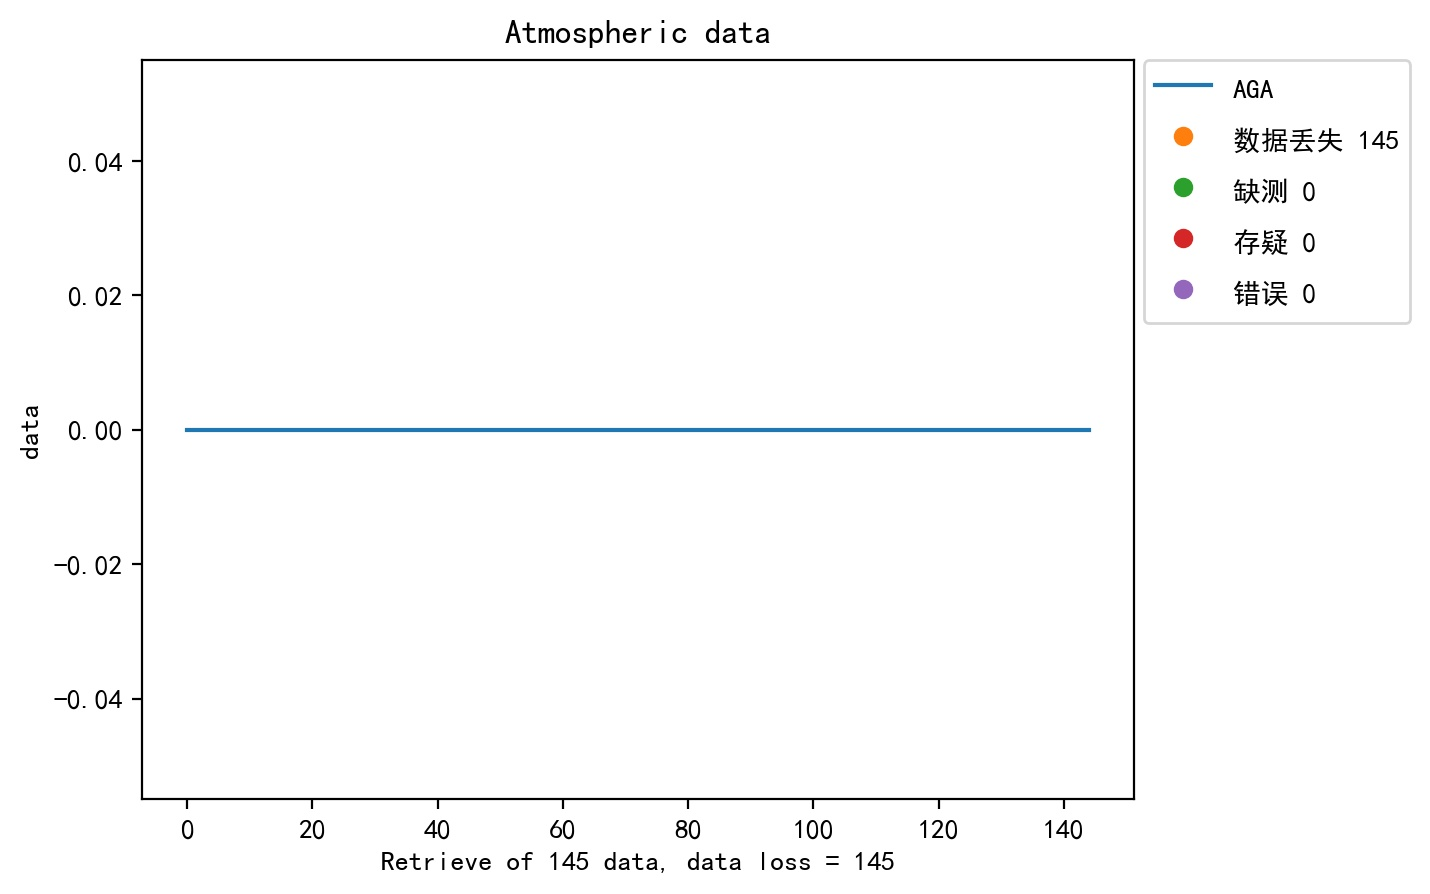 Atmospheric data
AGA
数据丢失 145
缺测 0
存疑 0
错误 0
data
0.04
0.02
0.00
-0.02
-0.04
0 20 40 60 80 100 120 140
Retrieve of 145 data, data loss = 145